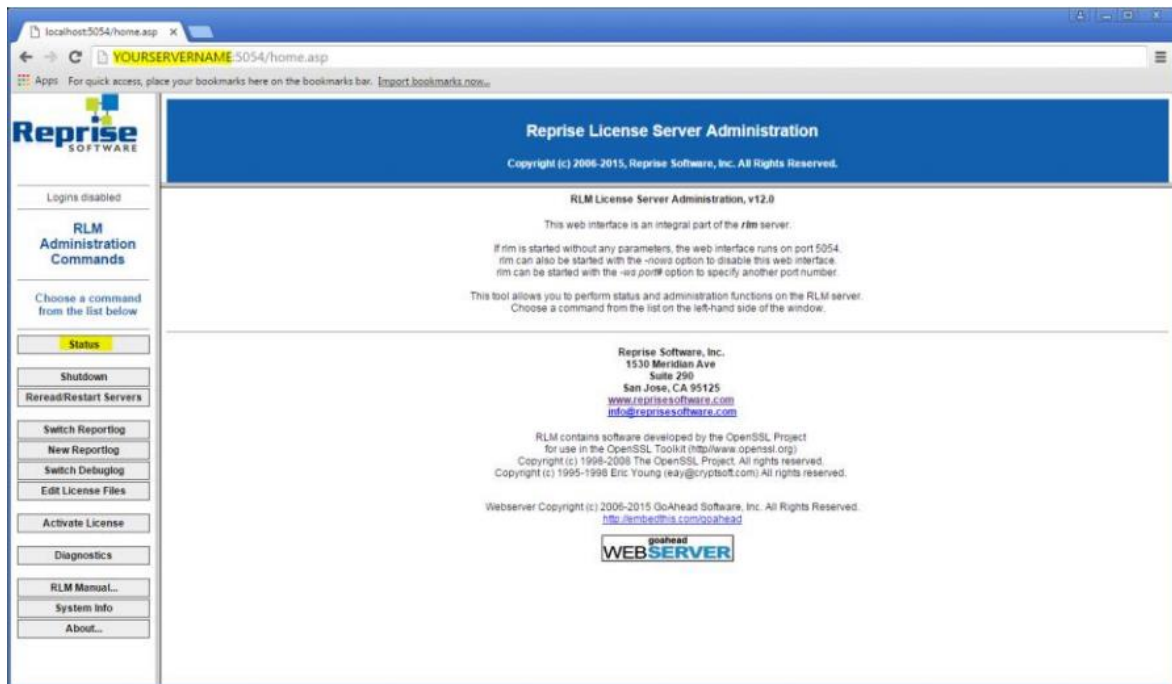 localhost:5054/home.asp
YOURSERVERNAME:5054/home.asp
Apps For quick access, place your bookmarks here on the bookmarks bar. Import bookmarks now...
Reprise
SOFTWARE
Logins disabled
RLM
Administration
Commands
Choose a command
from the list below
Status
Shutdown
Reread/Restart Servers
Switch Reportlog
New Reportlog
Switch Debuglog
Edit License Files
Activate License
Diagnostics
RLM Manual...
System Info
About...
Reprise License Server Administration
Copyright (c) 2006-2015, Reprise Software, Inc. All Rights Reserved.
RLM License Server Administration, v12.0
This web interface is an integral part of the rlm server.
If rlm is started without any parameters, the web interface runs on port 5054.
rlm can also be started with the -nows option to disable this web interface.
rlm can be started with the -ws port# option to specify another port number.
This tool allows you to perform status and administration functions on the RLM server.
Choose a command from the list on the left-hand side of the window.
Reprise Software, Inc.
1530 Meridian Ave
Suite 290
San Jose, CA 95125
www.reprisesoftware.com
info@reprisesoftware.com
RLM contains software developed by the OpenSSL Project
for use in the OpenSSL Toolkit (http//www.openssl.org)
Copyright (c) 1998-2008 The OpenSSL Project. All rights reserved.
Copyright (c) 1995-1998 Eric Young (eay@cryptsoft.com) All rights reserved.
Webserver Copyright (c) 2006-2015 GoAhead Software, Inc. All Rights Reserved.
http://embedthis.com/goahead
goahead
WEBSERVER